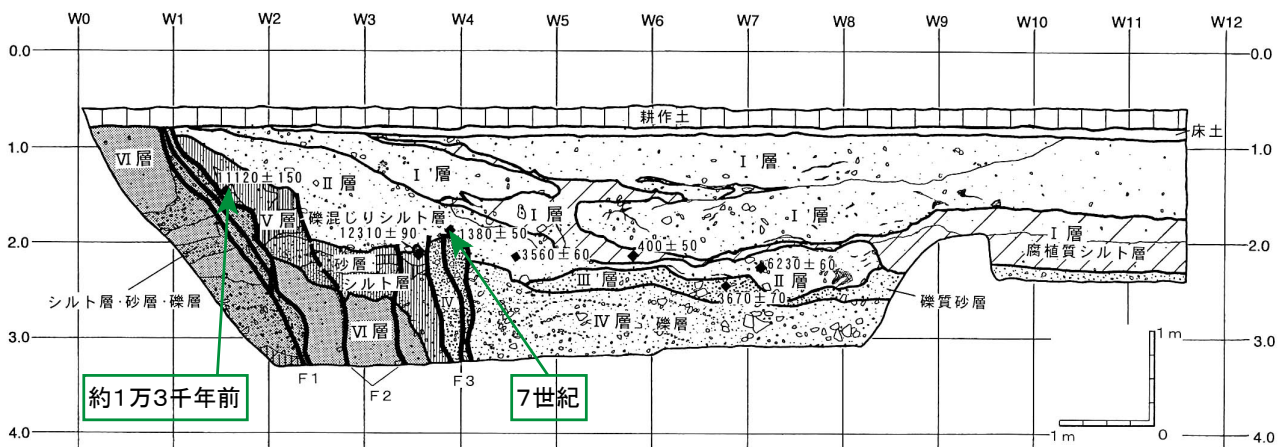 W0 W1 W2 W3 W4 W5 W6 W7 W8 W9 W10 W11 W12
0.0 0.0
耕作土
床土
1.0 1.0
Ⅵ層
11120±150
Ⅱ層
Ⅰ'層
Ⅰ'層
Ⅴ層
礫混じりシルト層
Ⅰ層
Ⅰ'層
Ⅰ層
12310±90
1380±50
400±50
2.0 2.0
腐植質シルト層
砂層
3560±60
6230±60
シルト層
Ⅲ層
Ⅱ層
シルト層・砂層・礫層
Ⅳ
3670±70
礫質砂層
Ⅵ層
Ⅳ層 礫層
1m
3.0 3.0
F1
F2
F3
約1万3千年前
7世紀
1m 0
4.0 4.0